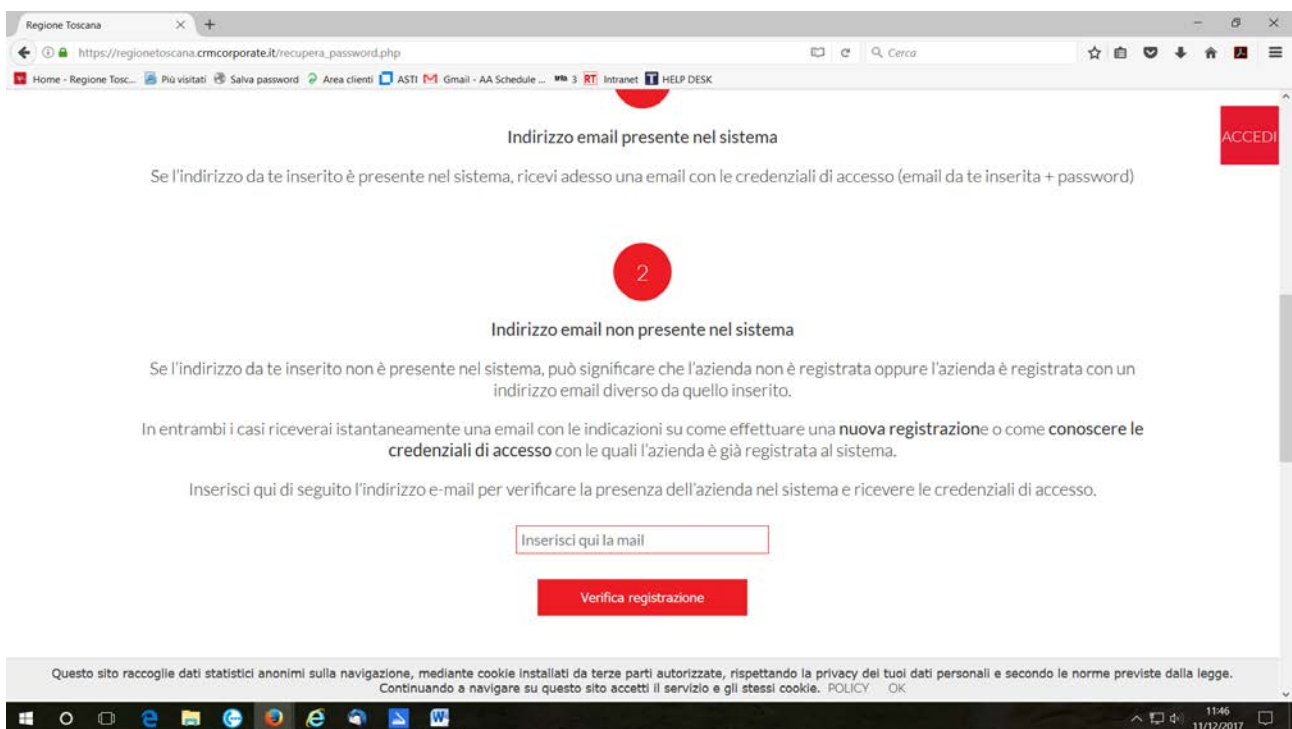 Regione Toscana
https://regionetoscana.crmcorporate.it/recupera_password.php
Cerca
Home - Regione Tosc... Più visitati Salva password Area clienti ASTI Gmail - AA Schedule ... 3 RT Intranet HELP DESK
Indirizzo email presente nel sistema
ACCEDI
Se l'indirizzo da te inserito è presente nel sistema, ricevi adesso una email con le credenziali di accesso (email da te inserita + password)
2
Indirizzo email non presente nel sistema
Se l'indirizzo da te inserito non è presente nel sistema, può significare che l'azienda non è registrata oppure l'azienda è registrata con un
indirizzo email diverso da quello inserito.
In entrambi i casi riceverai istantaneamente una email con le indicazioni su come effettuare una nuova registrazione o come conoscere le
credenziali di accesso con le quali l'azienda è già registrata al sistema.
Inserisci qui di seguito l'indirizzo e-mail per verificare la presenza dell'azienda nel sistema e ricevere le credenziali di accesso.
Inserisci qui la mail
Verifica registrazione
Questo sito raccoglie dati statistici anonimi sulla navigazione, mediante cookie installati da terze parti autorizzate, rispettando la privacy dei tuoi dati personali e secondo le norme previste dalla legge.
Continuando a navigare su questo sito accetti il servizio e gli stessi cookie. POLICY OK
11:46
11/12/2017